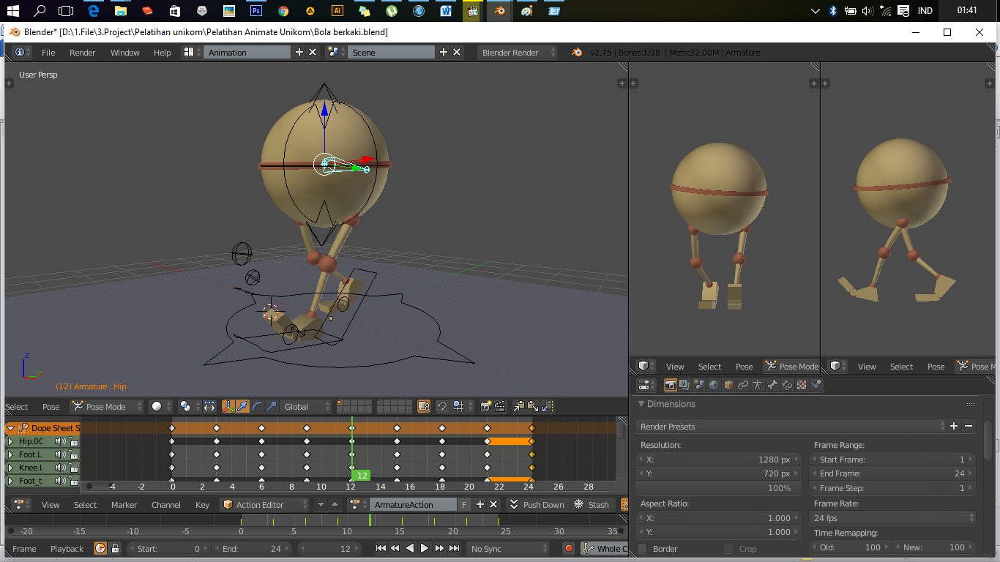 IND 01:41
Blender* [D:\1.File\3.Project\Pelatihan unikom\Pelatihan Animate Unikom\Bola berkaki.blend]
File Render Window Help Animation Scene Blender Render v2.75 | Bones:1/38 | Mem:32.00M | Armature
User Persp
z
Y
(12) Armature : Hip
View Select Pose Pose Mode View Select Pose Pose M
Select Pose Pose Mode Global
Dimensions
Render Presets
Resolution:
X: 1280 px
Y: 720 px
100%
Aspect Ratio:
X: 1.000
Y: 1.000
Border Crop
Frame Range:
Start Frame: 1
End Frame: 24
Frame Step: 1
Frame Rate:
24 fps
Time Remapping:
Old: 100 New: 100
Dope Sheet S
Hip.0C
Foot.L
Knee.L
Foot_t
12
-4 -2 0 2 4 6 8 10 12 14 16 18 20 22 24 26 28
View Select Marker Channel Key Action Editor ArmatureAction F Push Down Stash
-20 -15 -10 -5 0 5 10 15 20 25 30 35
Frame Playback Start: 0 End: 24 12 No Sync Whole C